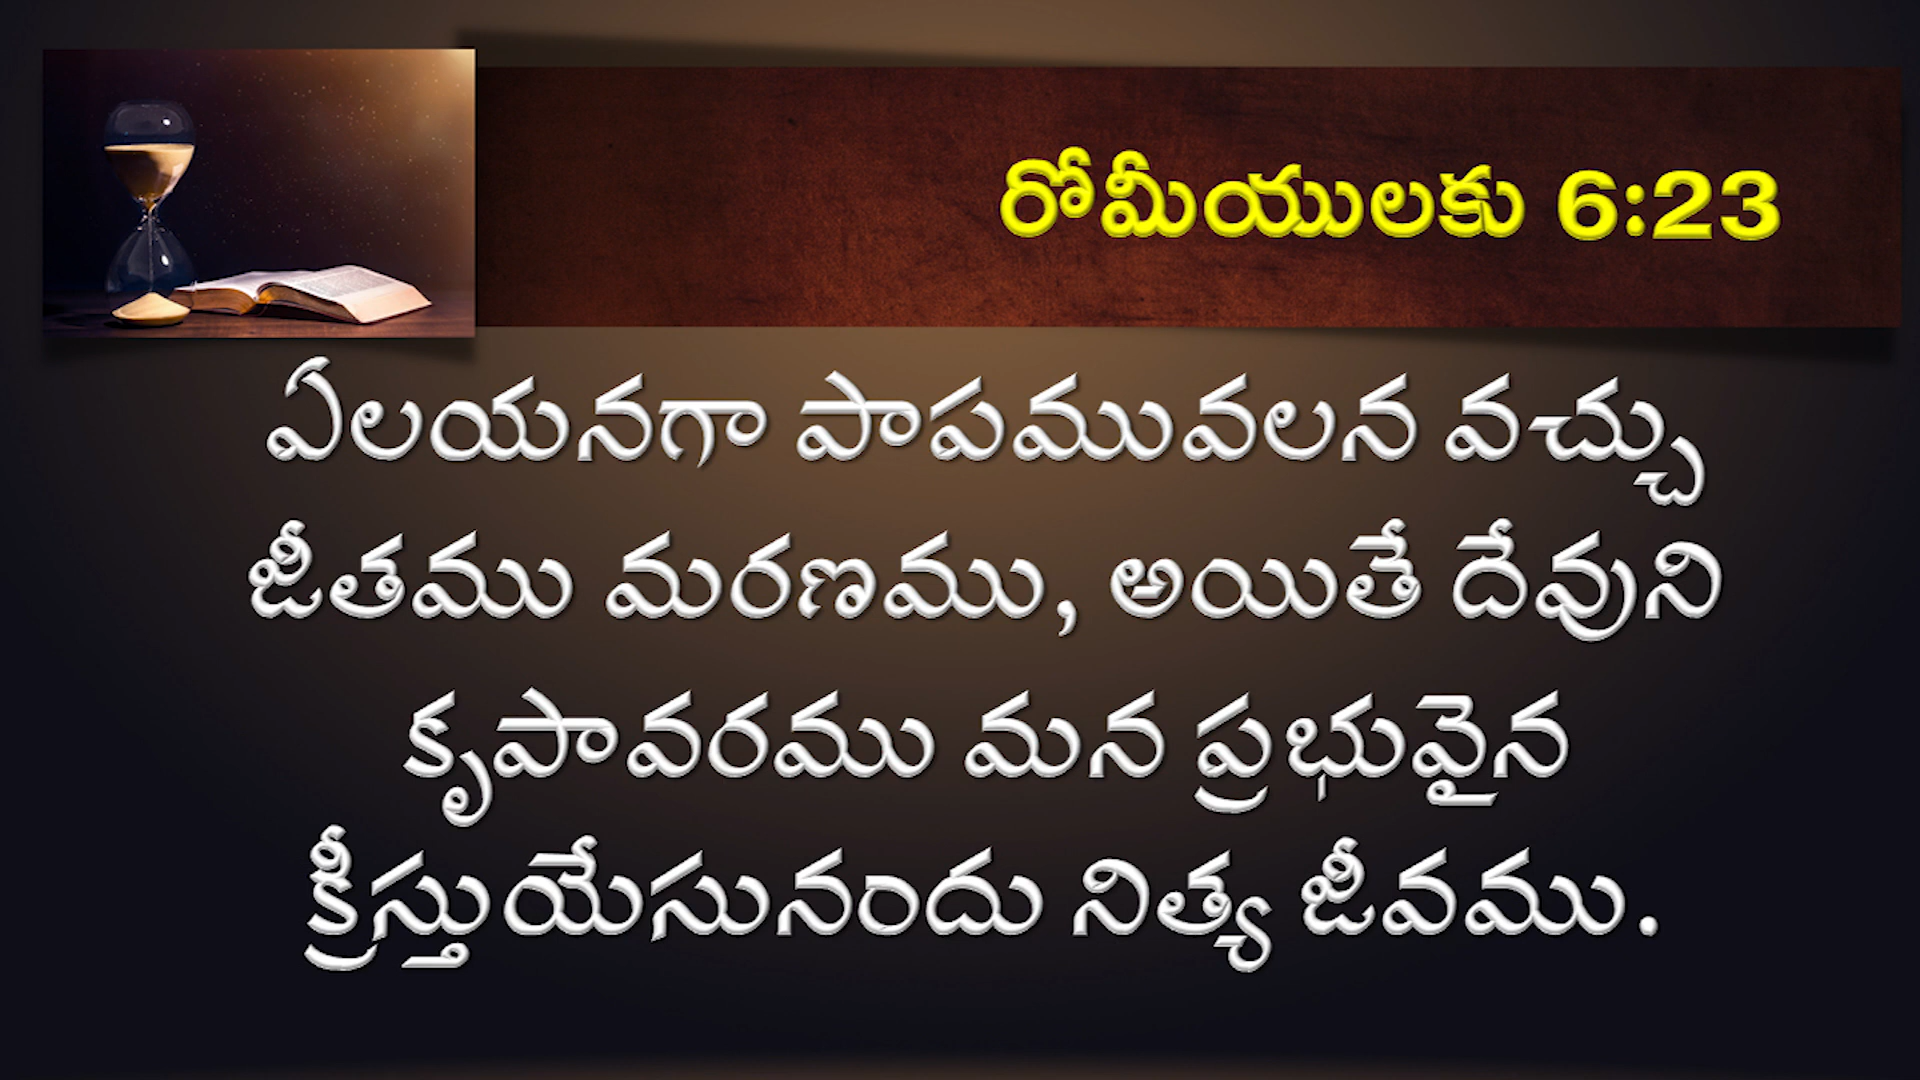 రోమీయులకు 6:23
ఏలయనగా పాపమువలన వచ్చు
జీతము మరణము, అయితే దేవుని
కృపావరము మన ప్రభువైన
క్రీస్తుయేసునందు నిత్య జీవము.